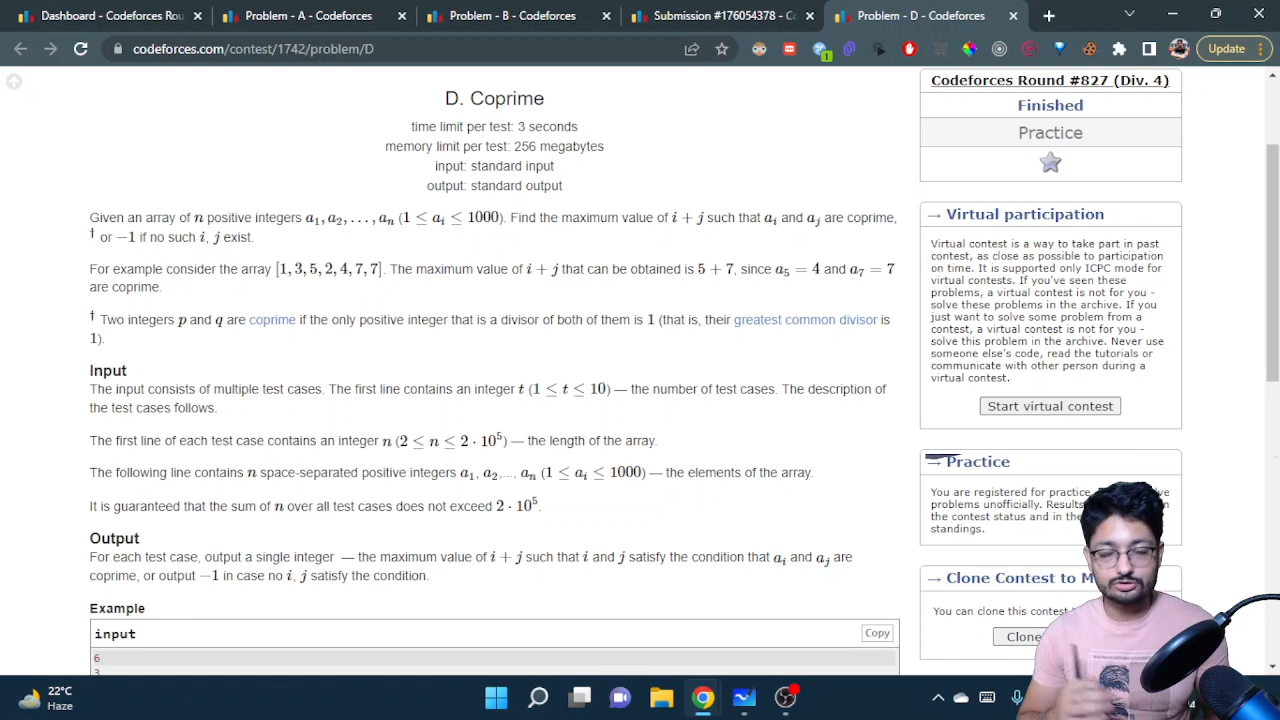 Dashboard - Codeforces Rou
Problem - A - Codeforces
Problem - B - Codeforces
Submission #176054378 - C
Problem - D - Codeforces
codeforces.com/contest/1742/problem/D
1
Update
D. Coprime
time limit per test: 3 seconds
memory limit per test: 256 megabytes
input: standard input
output: standard output
Given an array of n positive integers a1, a2, . . . , an (1 ≤ ai ≤ 1000). Find the maximum value of i + j such that ai and aj are coprime,
† or −1 if no such i, j exist.
For example consider the array [1, 3, 5, 2, 4, 7, 7]. The maximum value of i + j that can be obtained is 5 + 7, since a5 = 4 and a7 = 7
are coprime.
† Two integers p and q are coprime if the only positive integer that is a divisor of both of them is 1 (that is, their greatest common divisor is
1).
Input
The input consists of multiple test cases. The first line contains an integer t (1 ≤ t ≤ 10) — the number of test cases. The description of
the test cases follows.
The first line of each test case contains an integer n (2 ≤ n ≤ 2 · 10^5) — the length of the array.
The following line contains n space-separated positive integers a1, a2,..., an (1 ≤ ai ≤ 1000) — the elements of the array.
It is guaranteed that the sum of n over all test cases does not exceed 2 · 10^5.
Output
For each test case, output a single integer — the maximum value of i + j such that i and j satisfy the condition that ai and aj are
coprime, or output −1 in case no i, j satisfy the condition.
Example
input
Copy
6
3
Codeforces Round #827 (Div. 4)
Finished
Practice
→ Virtual participation
Virtual contest is a way to take part in past
contest, as close as possible to participation
on time. It is supported only ICPC mode for
virtual contests. If you've seen these
problems, a virtual contest is not for you -
solve these problems in the archive. If you
just want to solve some problem from a
contest, a virtual contest is not for you -
solve this problem in the archive. Never use
someone else's code, read the tutorials or
communicate with other person during a
virtual contest.
Start virtual contest
→ Practice
You are registered for practice
problems unofficially. Results
the contest status and in the
standings.
→ Clone Contest to M
You can clone this contest
Clone
22°C
Haze